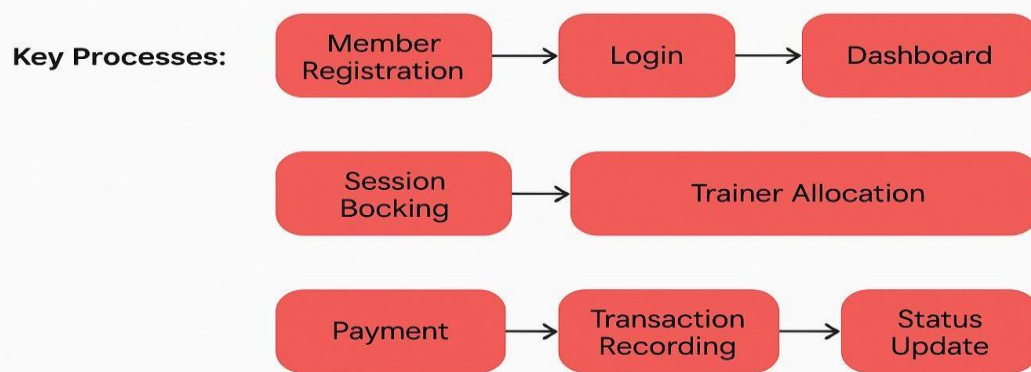 Key Processes:
Member
Registration
Login
Dashboard
Session
Bocking
Trainer Allocation
Payment
Transaction
Recording
Status
Update